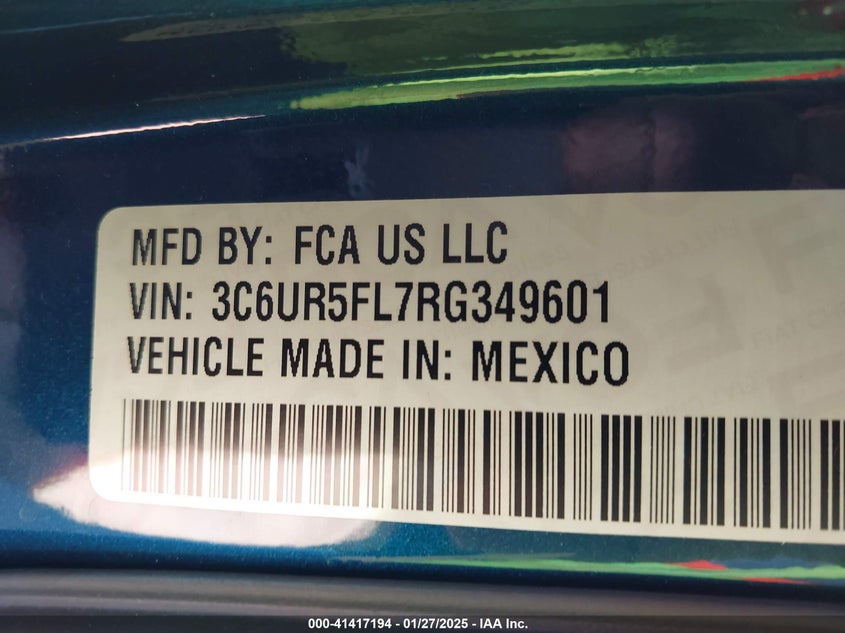 MFD BY: FCA US LLC
VIN: 3C6UR5FL7RG349601
VEHICLE MADE IN: MEXICO
000-41417194 - 01/27/2025 - IAA Inc.